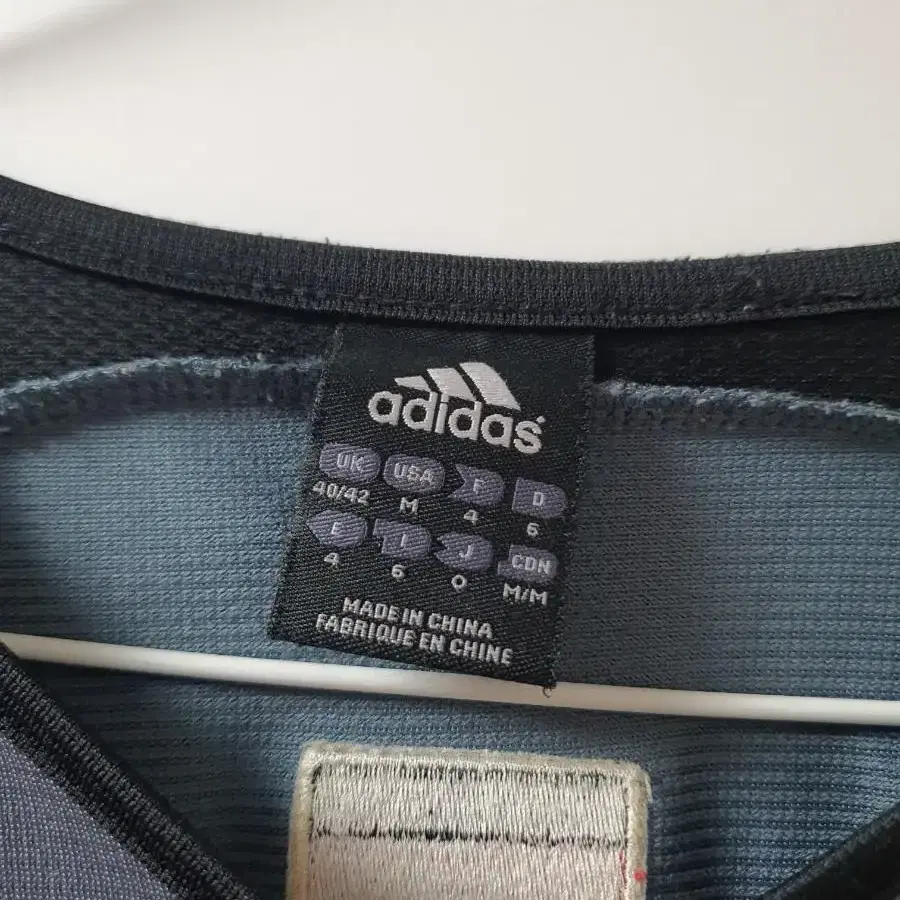 adidas
UK USA F D
40/42 M 4 6
E I J CDN
4 6 O M/M
MADE IN CHINA
FABRIQUE EN CHINE